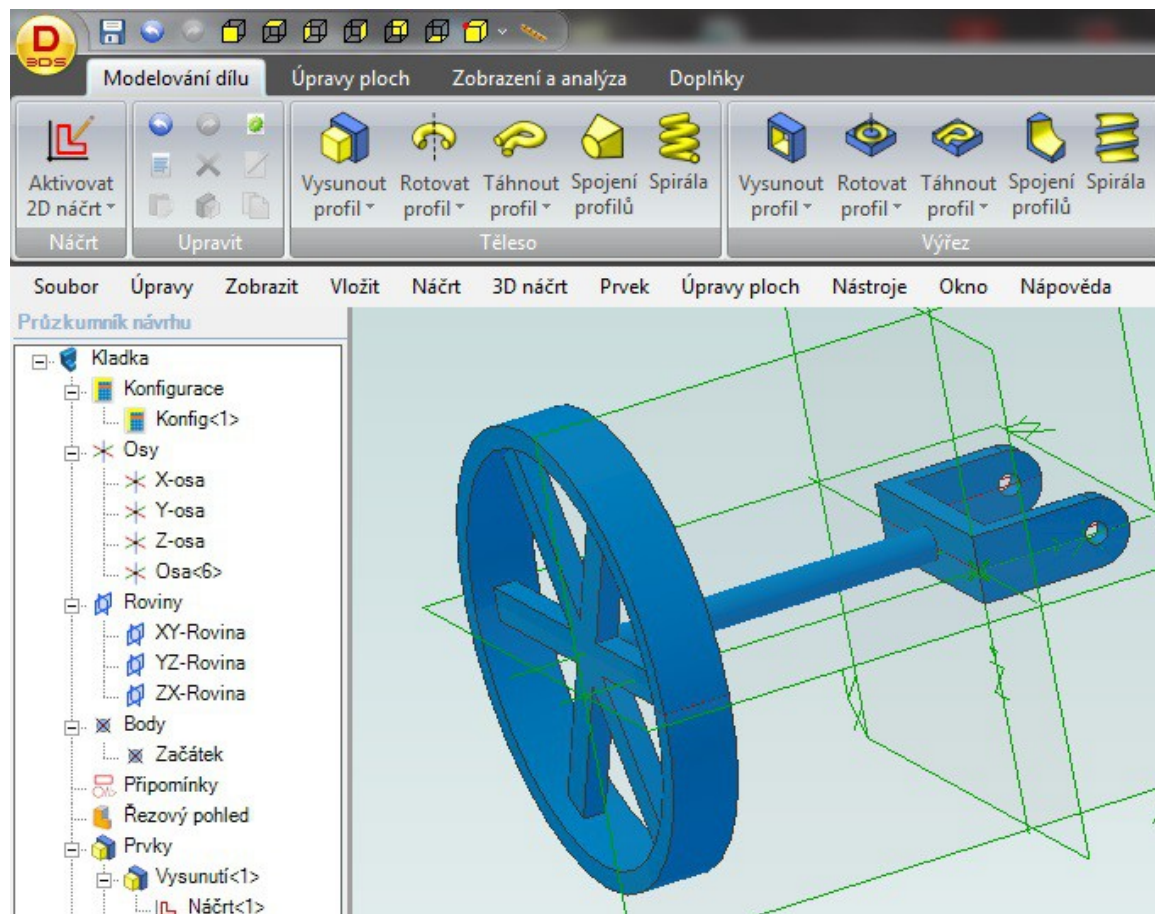 D
3DS
Modelování dílu
Úpravy ploch
Zobrazení a analýza
Doplňky
Aktivovat
2D náčrt
Náčrt
Upravit
Vysunout
profil
Rotovat
profil
Táhnout
profil
Spojení
profilů
Spirála
Těleso
Vysunout
profil
Rotovat
profil
Táhnout
profil
Spojení
profilů
Spirála
Výřez
Soubor
Úpravy
Zobrazit
Vložit
Náčrt
3D náčrt
Prvek
Úpravy ploch
Nástroje
Okno
Nápověda
Průzkumník návrhu
Kladka
Konfigurace
Konfig<1>
Osy
X-osa
Y-osa
Z-osa
Osa<6>
Roviny
XY-Rovina
YZ-Rovina
ZX-Rovina
Body
Začátek
Připomínky
Řezový pohled
Prvky
Vysunutí<1>
Náčrt<1>